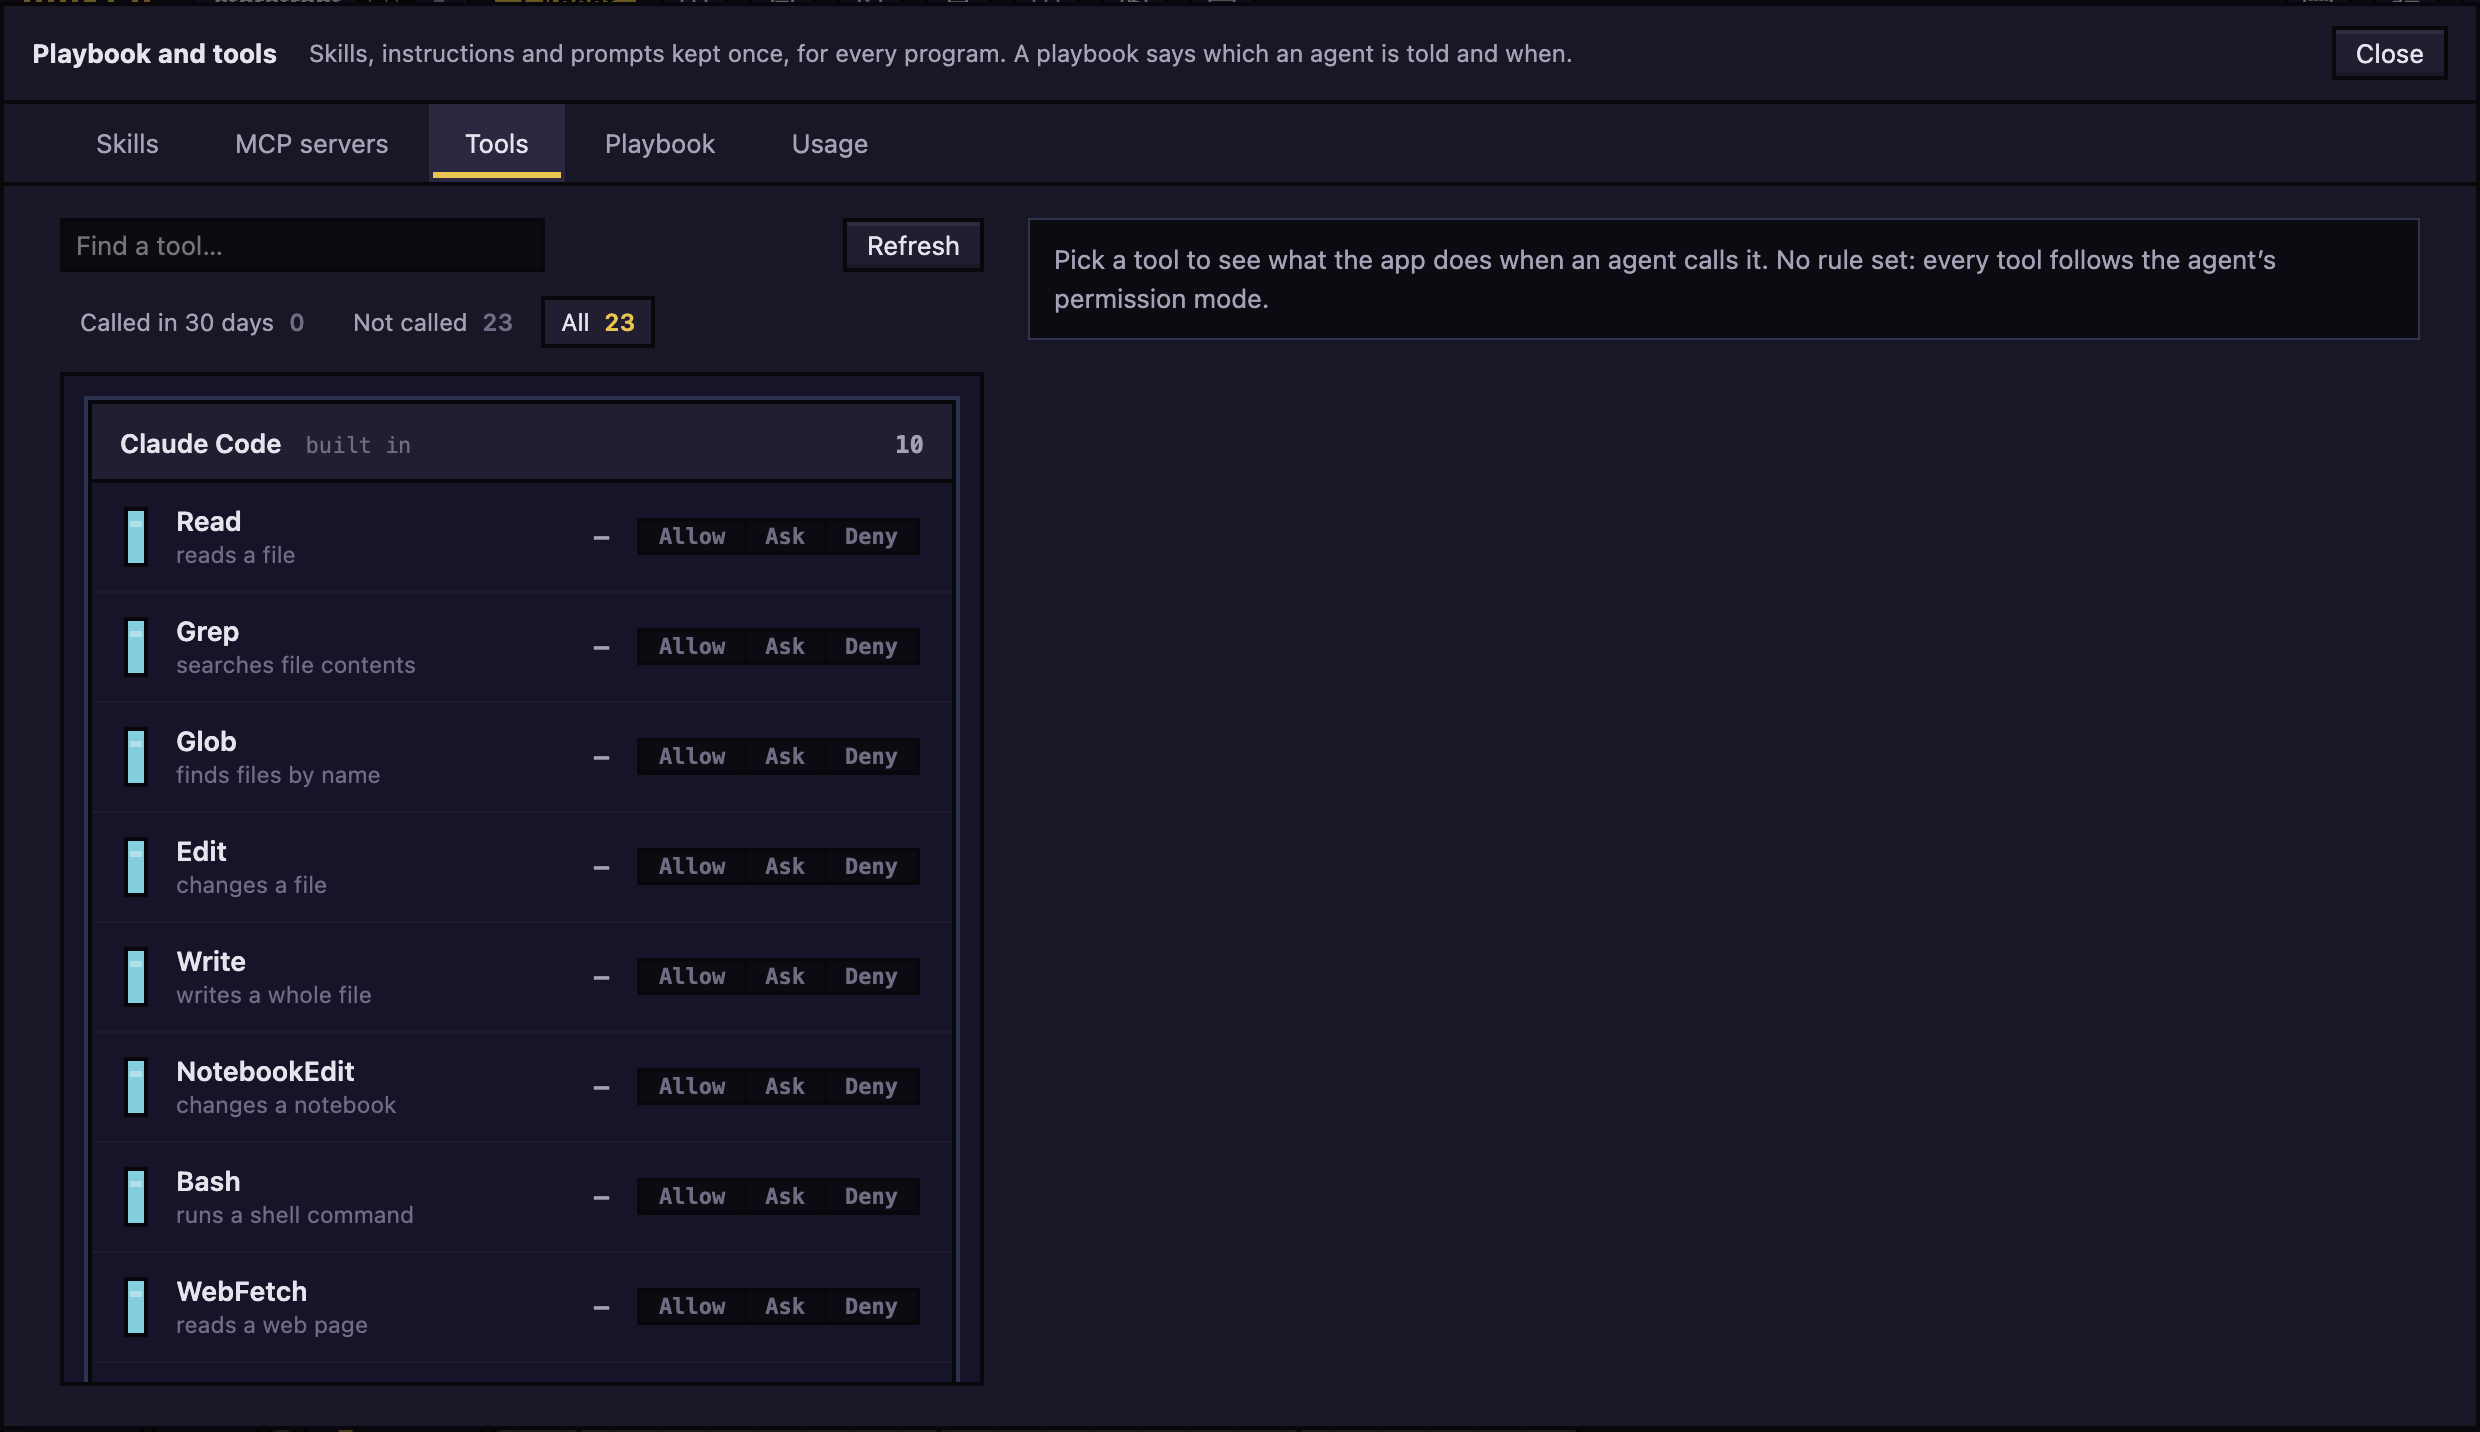 Playbook and tools
Skills, instructions and prompts kept once, for every program. A playbook says which an agent is told and when.
Close
Skills
MCP servers
Tools
Playbook
Usage
Find a tool...
Refresh
Called in 30 days 0
Not called 23
All 23
Pick a tool to see what the app does when an agent calls it. No rule set: every tool follows the agent’s
permission mode.
Claude Code built in 10
Read
reads a file
– Allow Ask Deny
Grep
searches file contents
– Allow Ask Deny
Glob
finds files by name
– Allow Ask Deny
Edit
changes a file
– Allow Ask Deny
Write
writes a whole file
– Allow Ask Deny
NotebookEdit
changes a notebook
– Allow Ask Deny
Bash
runs a shell command
– Allow Ask Deny
WebFetch
reads a web page
– Allow Ask Deny